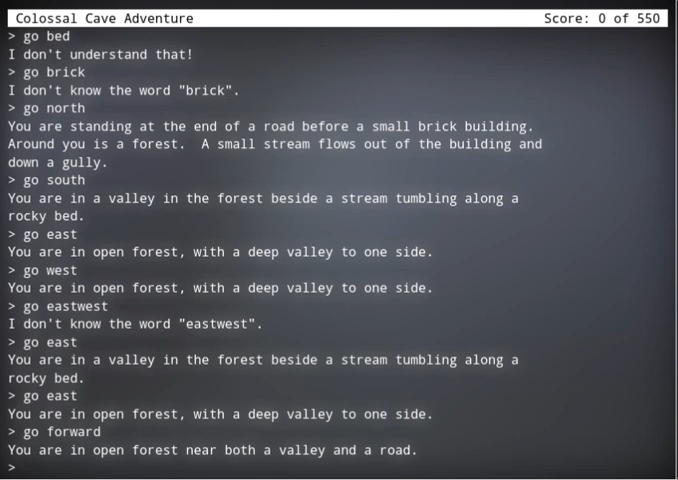 Colossal Cave Adventure Score: 0 of 550
> go bed
I don't understand that!
> go brick
I don't know the word "brick".
> go north
You are standing at the end of a road before a small brick building.
Around you is a forest.  A small stream flows out of the building and
down a gully.
> go south
You are in a valley in the forest beside a stream tumbling along a
rocky bed.
> go east
You are in open forest, with a deep valley to one side.
> go west
You are in open forest, with a deep valley to one side.
> go eastwest
I don't know the word "eastwest".
> go east
You are in a valley in the forest beside a stream tumbling along a
rocky bed.
> go east
You are in open forest, with a deep valley to one side.
> go forward
You are in open forest near both a valley and a road.
>